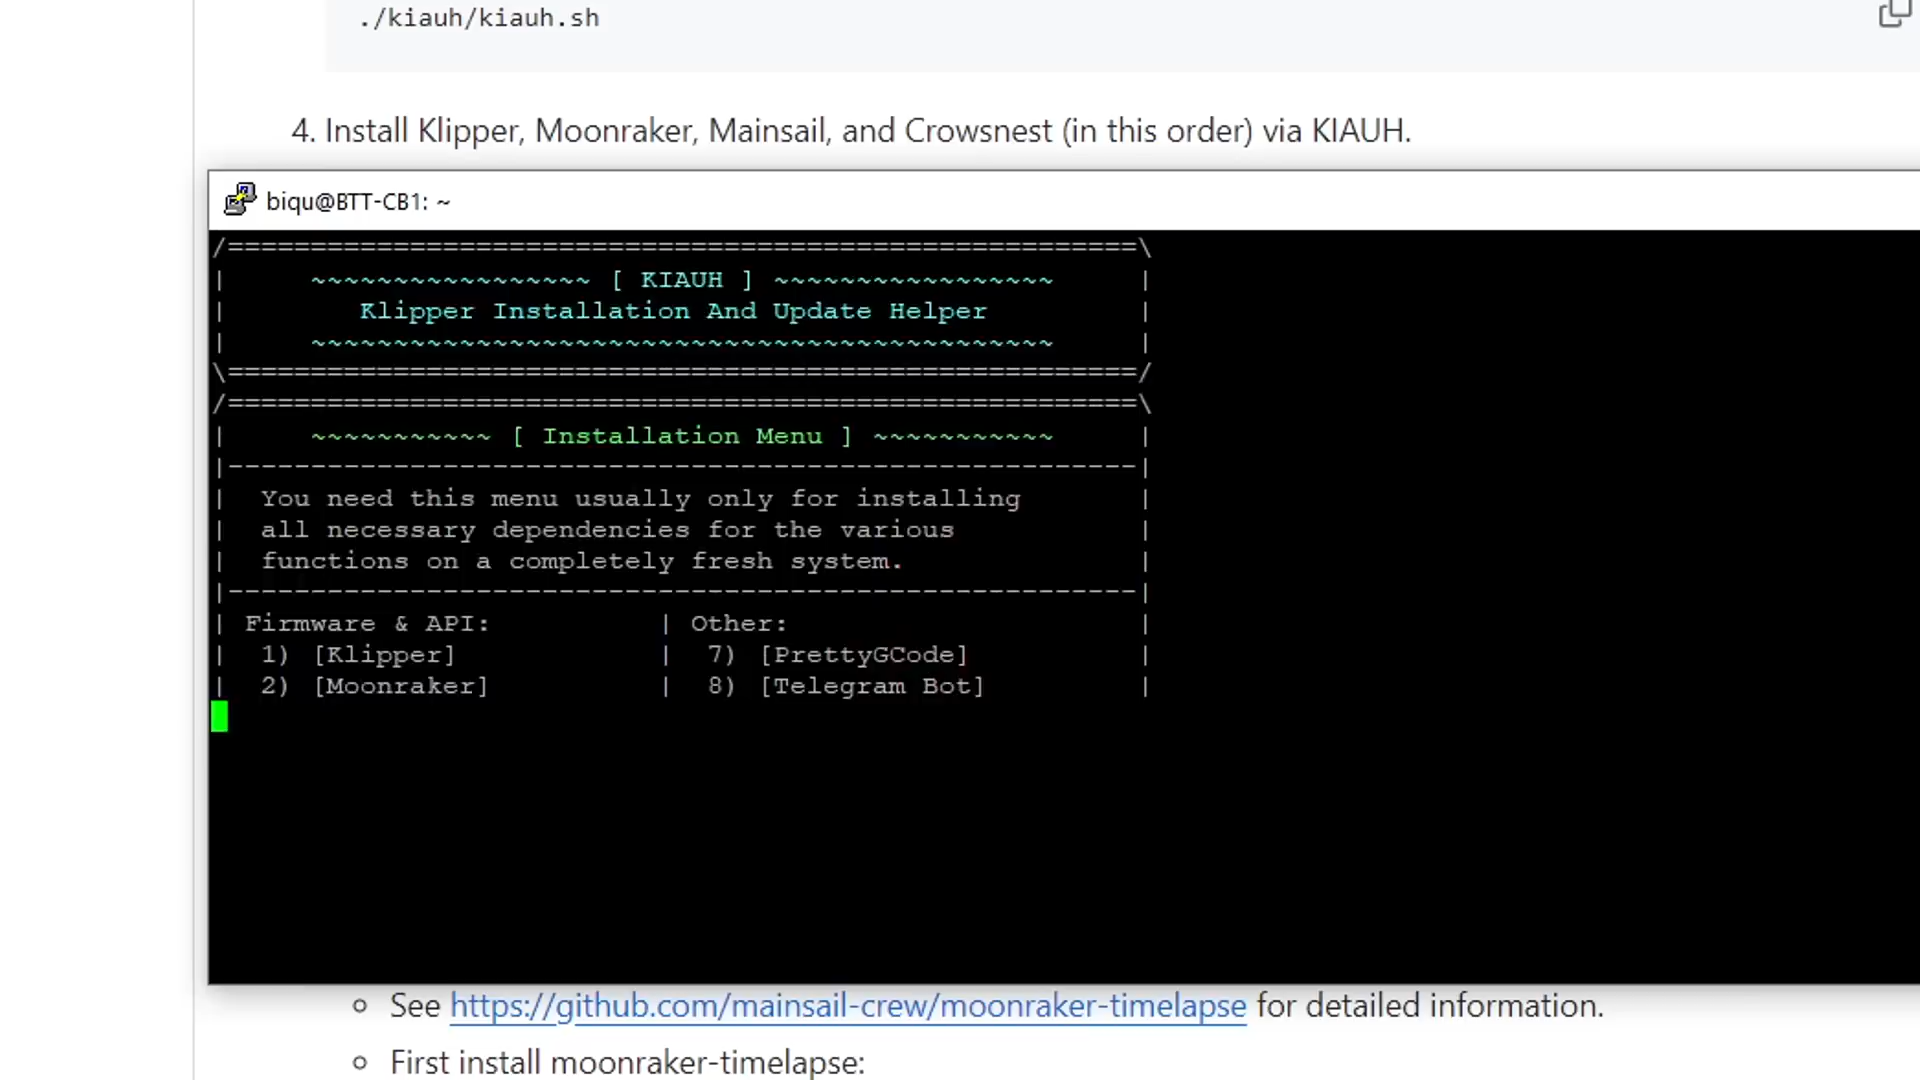 ./kiauh/kiauh.sh
4. Install Klipper, Moonraker, Mainsail, and Crowsnest (in this order) via KIAUH.
biqu@BTT-CB1: ~
/=======================================================\
|     ~~~~~~~~~~~~~~~~~ [ KIAUH ] ~~~~~~~~~~~~~~~~~     |
|        Klipper Installation And Update Helper         |
|     ~~~~~~~~~~~~~~~~~~~~~~~~~~~~~~~~~~~~~~~~~~~~~     |
\=======================================================/
/=======================================================\
|     ~~~~~~~~~~~ [ Installation Menu ] ~~~~~~~~~~~     |
|-------------------------------------------------------|
|  You need this menu usually only for installing       |
|  all necessary dependencies for the various           |
|  functions on a completely fresh system.              |
|-------------------------------------------------------|
| Firmware & API:          | Other:                     |
|  1) [Klipper]            |  7) [PrettyGCode]          |
|  2) [Moonraker]          |  8) [Telegram Bot]         |
○ See https://github.com/mainsail-crew/moonraker-timelapse for detailed information.
○ First install moonraker-timelapse: